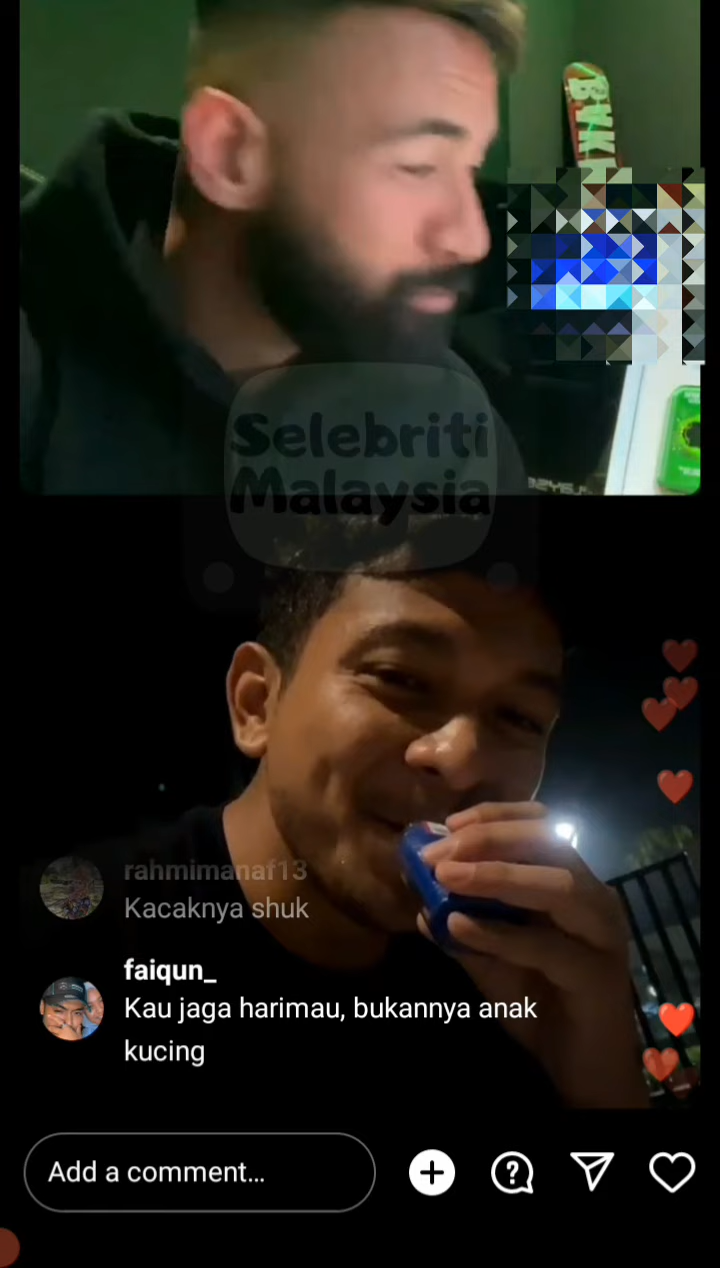 Selebriti
Malaysia
rahmimanaf13
Kacaknya shuk
faiqun_
Kau jaga harimau, bukannya anak
kucing
Add a comment...